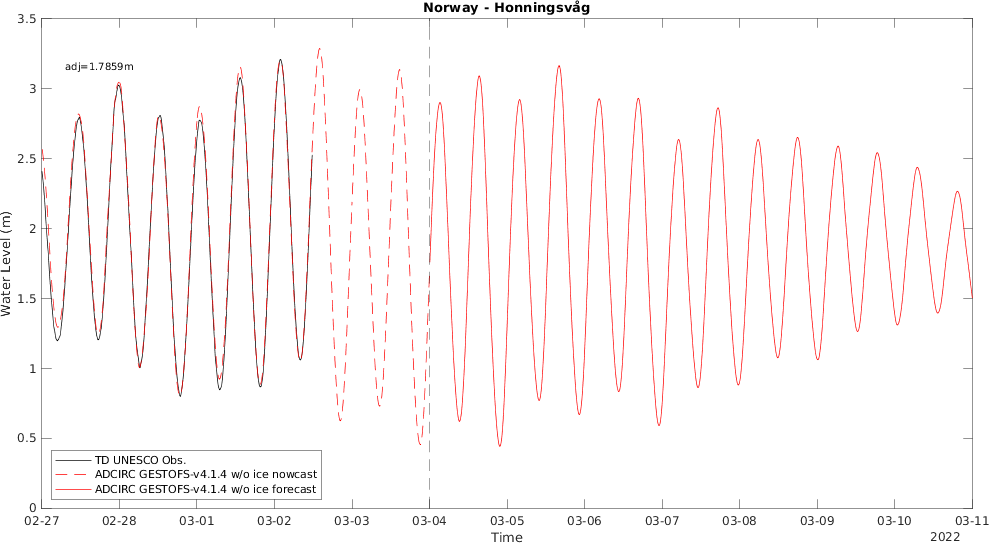 Norway - Honningsvåg
adj=1.7859m
3.5
3
2.5
2
1.5
1
0.5
0
Water Level (m)
TD UNESCO Obs.
ADCIRC GESTOFS-v4.1.4 w/o ice nowcast
ADCIRC GESTOFS-v4.1.4 w/o ice forecast
02-27 02-28 03-01 03-02 03-03 03-04 03-05 03-06 03-07 03-08 03-09 03-10 03-11
Time
2022